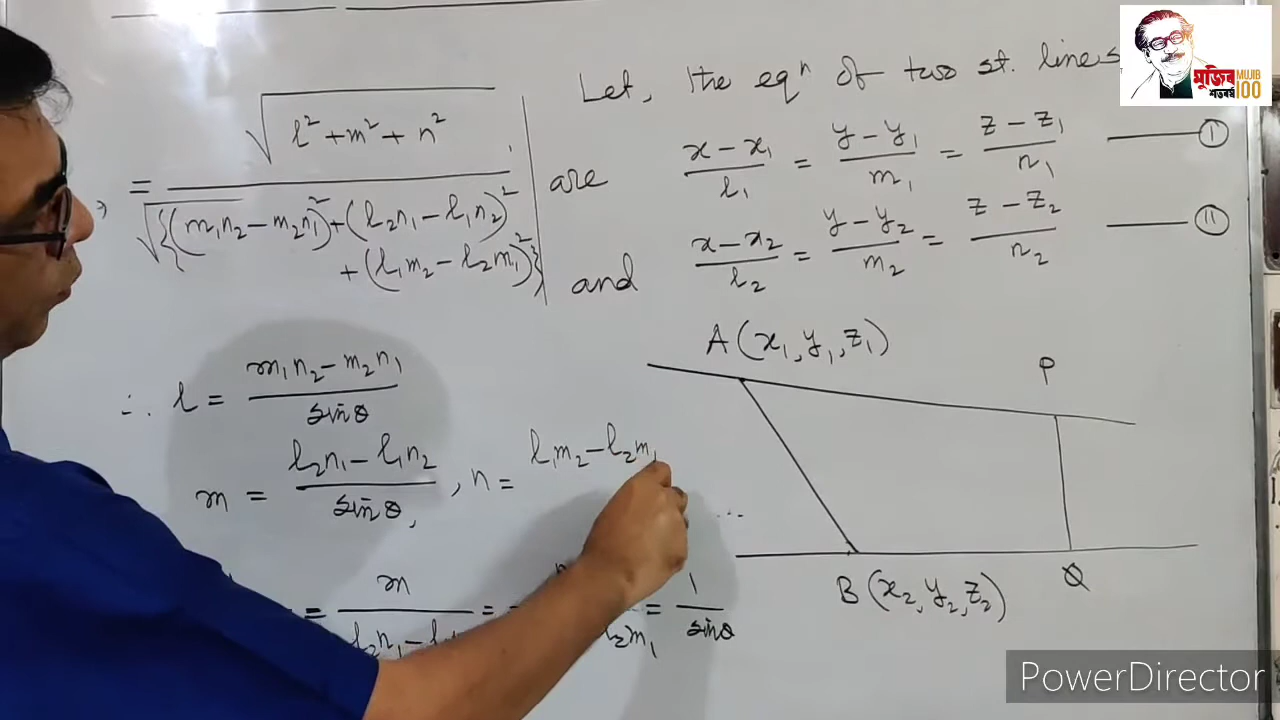 Let, the eqⁿ of two st. lines
are (x – x₁)/l₁ = (y – y₁)/m₁ = (z – z₁)/n₁ —— Ⓘ
and (x – x₂)/l₂ = (y – y₂)/m₂ = (z – z₂)/n₂ —— Ⓘⓘ
= √(l² + m² + n²) / √{(m₁n₂ – m₂n₁)² + (l₂n₁ – l₁n₂)²
+ (l₁m₂ – l₂m₁)²}
∴ l = (m₁n₂ – m₂n₁)/sinθ
m = (l₂n₁ – l₁n₂)/sinθ, n = l₁m₂ – l₂m₁
= m/ = = 1/sinθ
A (x₁, y₁, z₁)
P
B (x₂, y₂, z₂)
Q
মুজিব MUJIB
শতবর্ষ 100
PowerDirector